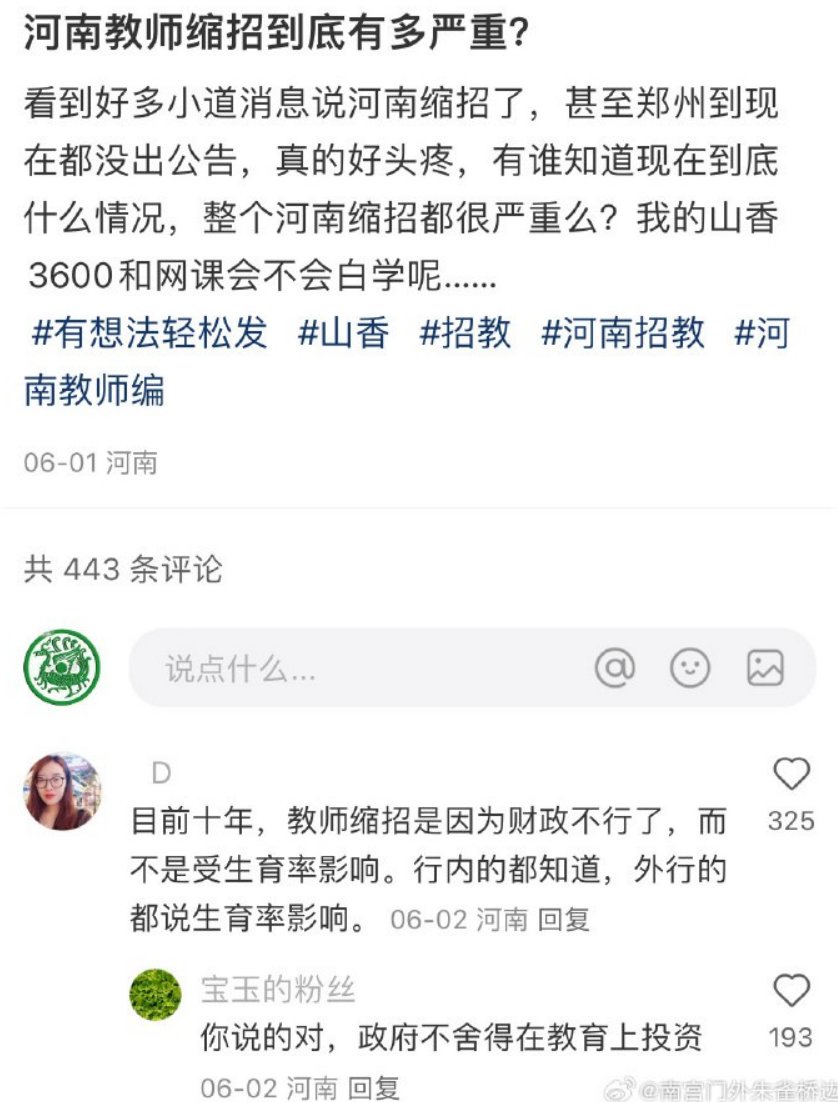 河南教师缩招到底有多严重？
看到好多小道消息说河南缩招了，甚至郑州到现
在都没出公告，真的好头疼，有谁知道现在到底
什么情况，整个河南缩招都很严重么？我的山香
3600和网课会不会白学呢......
#有想法轻松发 #山香 #招教 #河南招教 #河
南教师编
06-01 河南
共 443 条评论
说点什么...
D
目前十年，教师缩招是因为财政不行了，而
不是受生育率影响。行内的都知道，外行的
都说生育率影响。 06-02 河南 回复
325
宝玉的粉丝
你说的对，政府不舍得在教育上投资
193
06-02 河南 回复
@南宫门外朱雀桥边